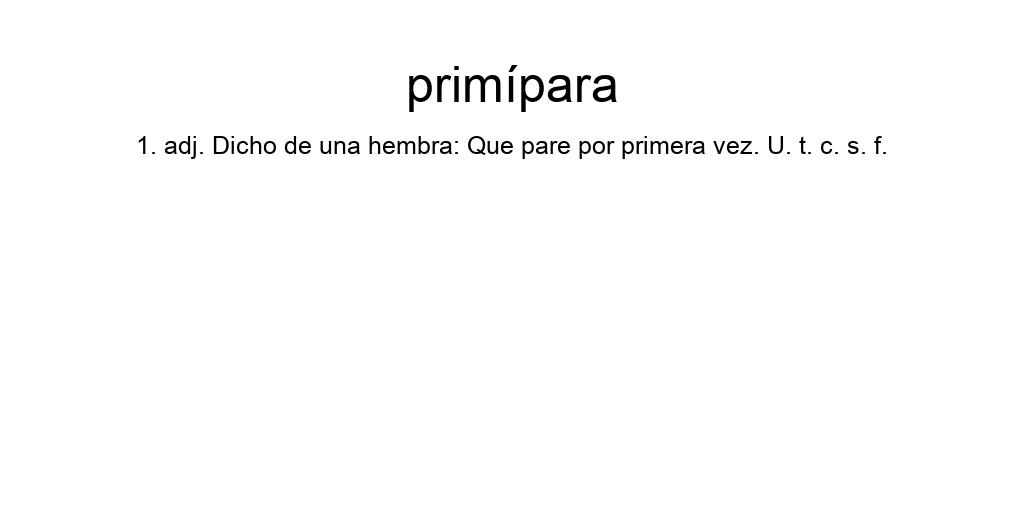 primípara
1. adj. Dicho de una hembra: Que pare por primera vez. U. t. c. s. f.